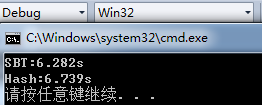 Debug
Win32
C:\Windows\system32\cmd.exe
SBT:6.282s
Hash:6.739s
请按任意键继续. . .